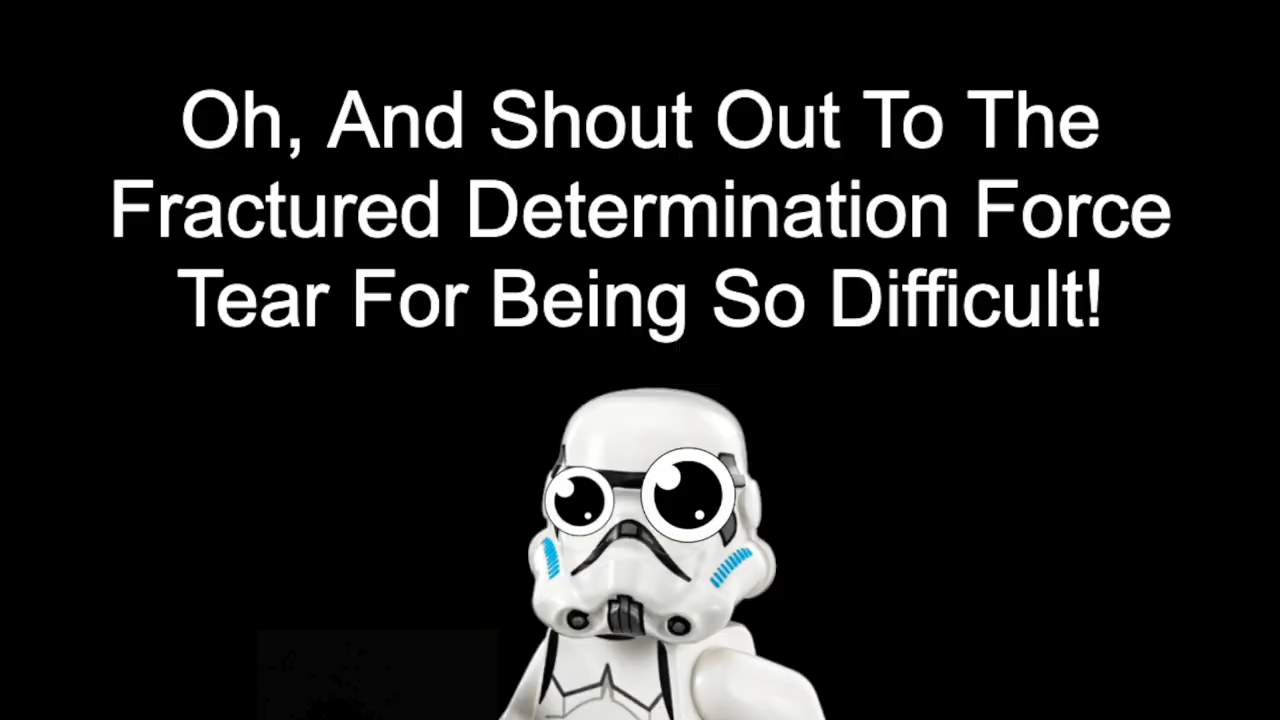 Oh, And Shout Out To The
Fractured Determination Force
Tear For Being So Difficult!